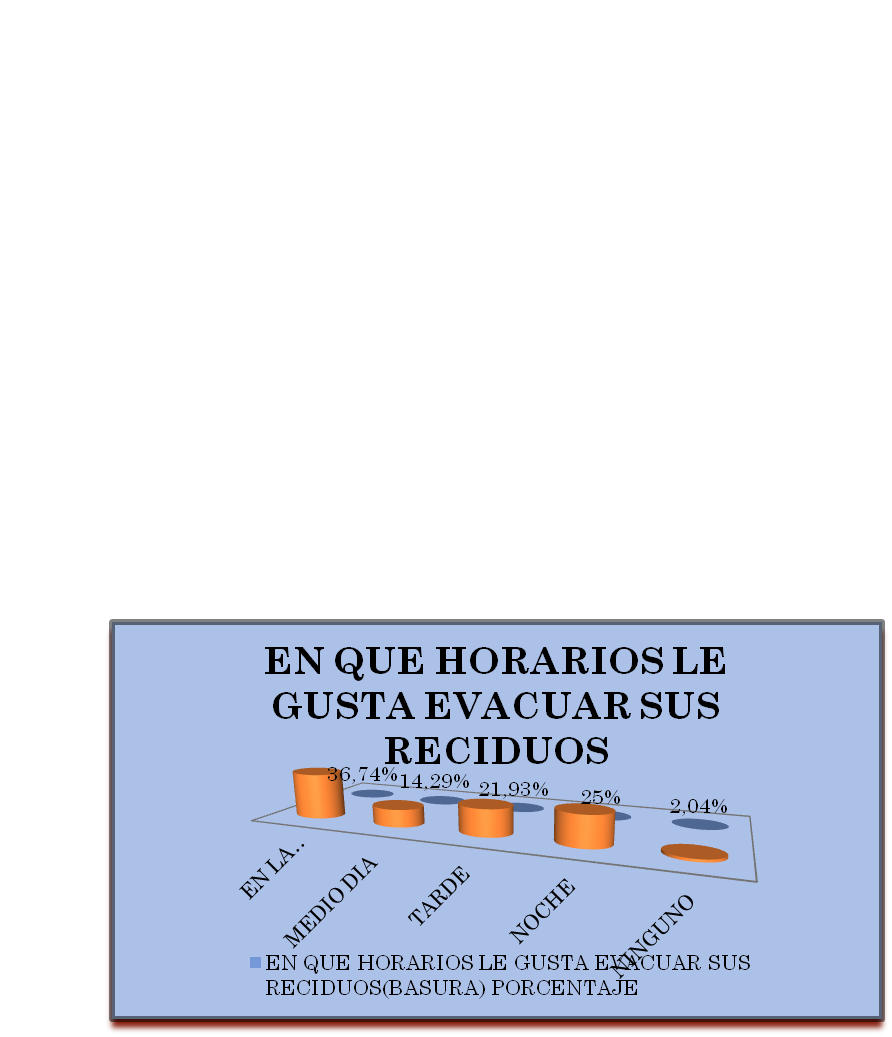 EN QUE HORARIOS LE
GUSTA EVACUAR SUS
RECIDUOS
36,74%
14,29%
21,93%
25%
2,04%
EN LA..
MEDIO DIA
TARDE
NOCHE
NINGUNO
EN QUE HORARIOS LE GUSTA EVACUAR SUS
RECIDUOS(BASURA) PORCENTAJE